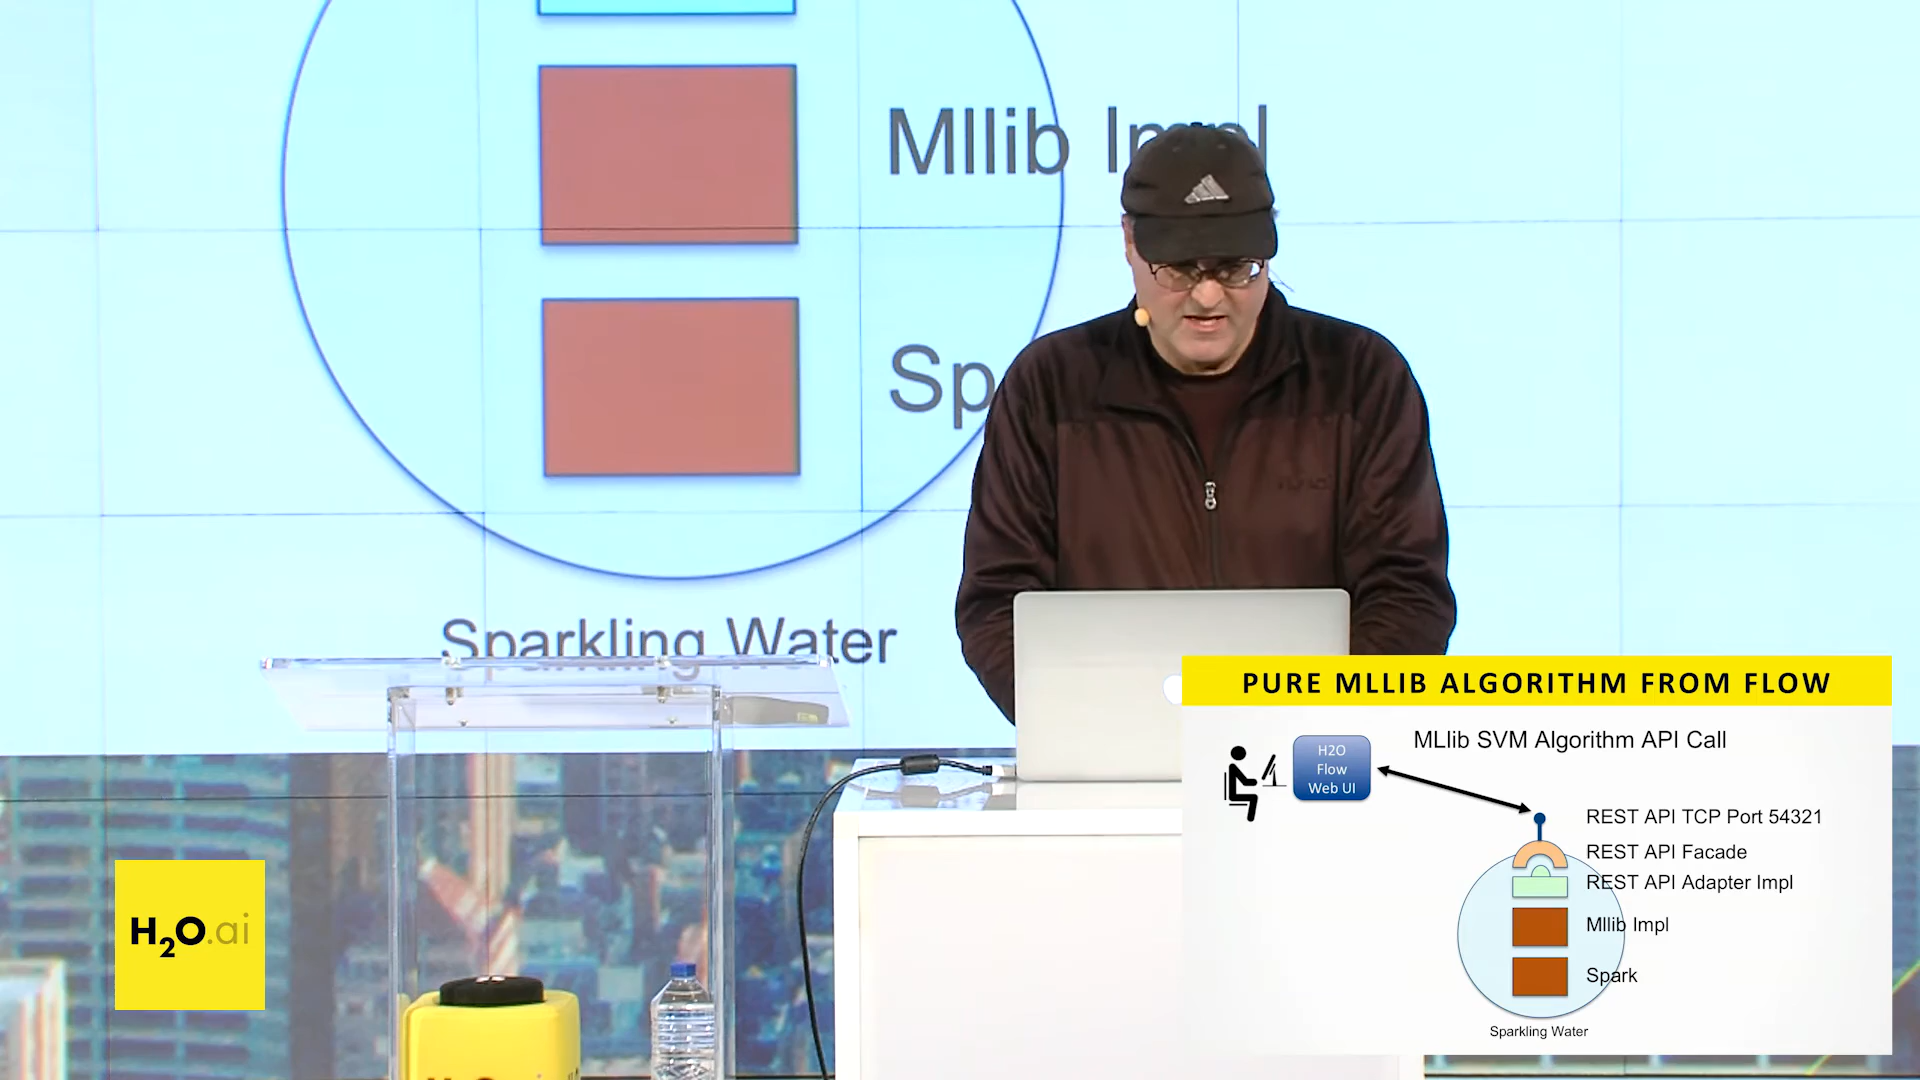 Mllib Impl
Sp
Sparkling Water
PURE MLLIB ALGORITHM FROM FLOW
MLlib SVM Algorithm API Call
H2O
Flow
Web UI
REST API TCP Port 54321
REST API Facade
REST API Adapter Impl
Mllib Impl
Spark
Sparkling Water
H2O.ai